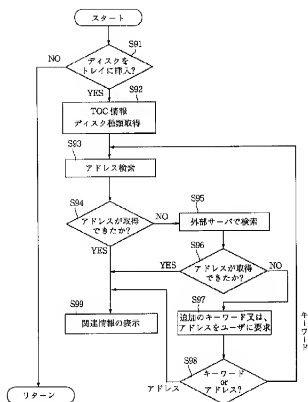 スタート
S91
ディスクを
トレイに挿入?
NO
YES
S92
TOC情報
ディスク種類取得
S93
アドレス検索
S94
アドレスが取得
できたか?
NO
YES
S95
外部サーバで検索
S96
アドレスが取得
できたか?
YES
NO
S97
追加のキーワード又は、
アドレスをユーザに要求
S98
キーワード
or
アドレス?
アドレス
キーワード
S99
関連情報の表示
リターン